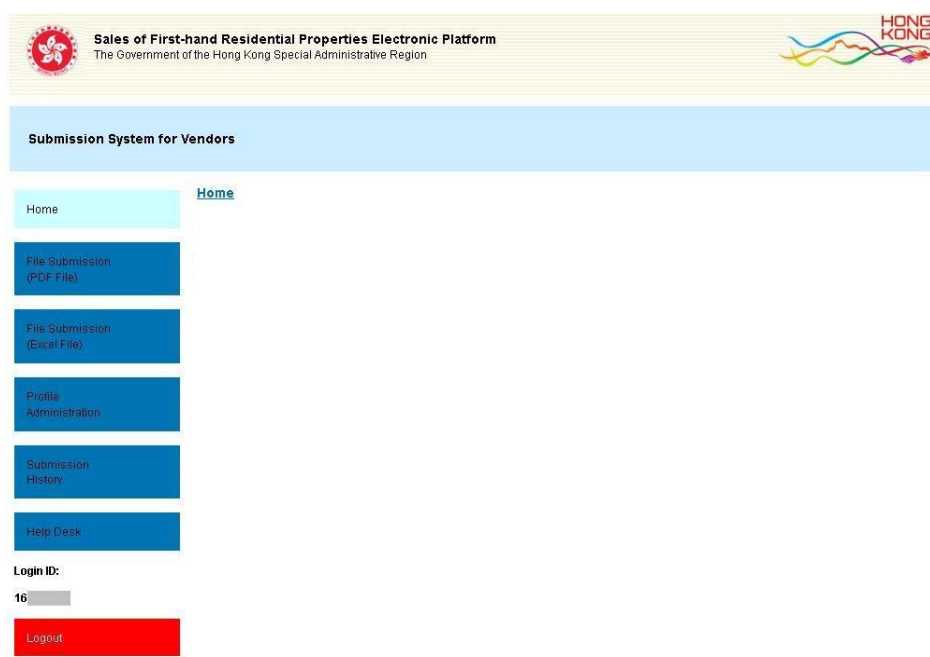 Sales of First-hand Residential Properties Electronic Platform
The Government of the Hong Kong Special Administrative Region
HONG
KONG
Submission System for Vendors
Home
Home
File Submission
(PDF File)
File Submission
(Excel File)
Profile
Administration
Submission
History
Help Desk
Login ID:
16
Logout